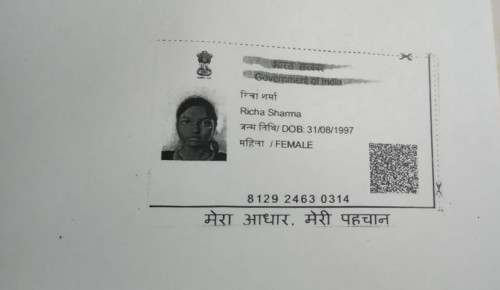 भारत सरकार
Government of India
रिचा शर्मा
Richa Sharma
जन्म तिथि/ DOB: 31/08/1997
महिला / FEMALE
8129 2463 0314
मेरा आधार, मेरी पहचान